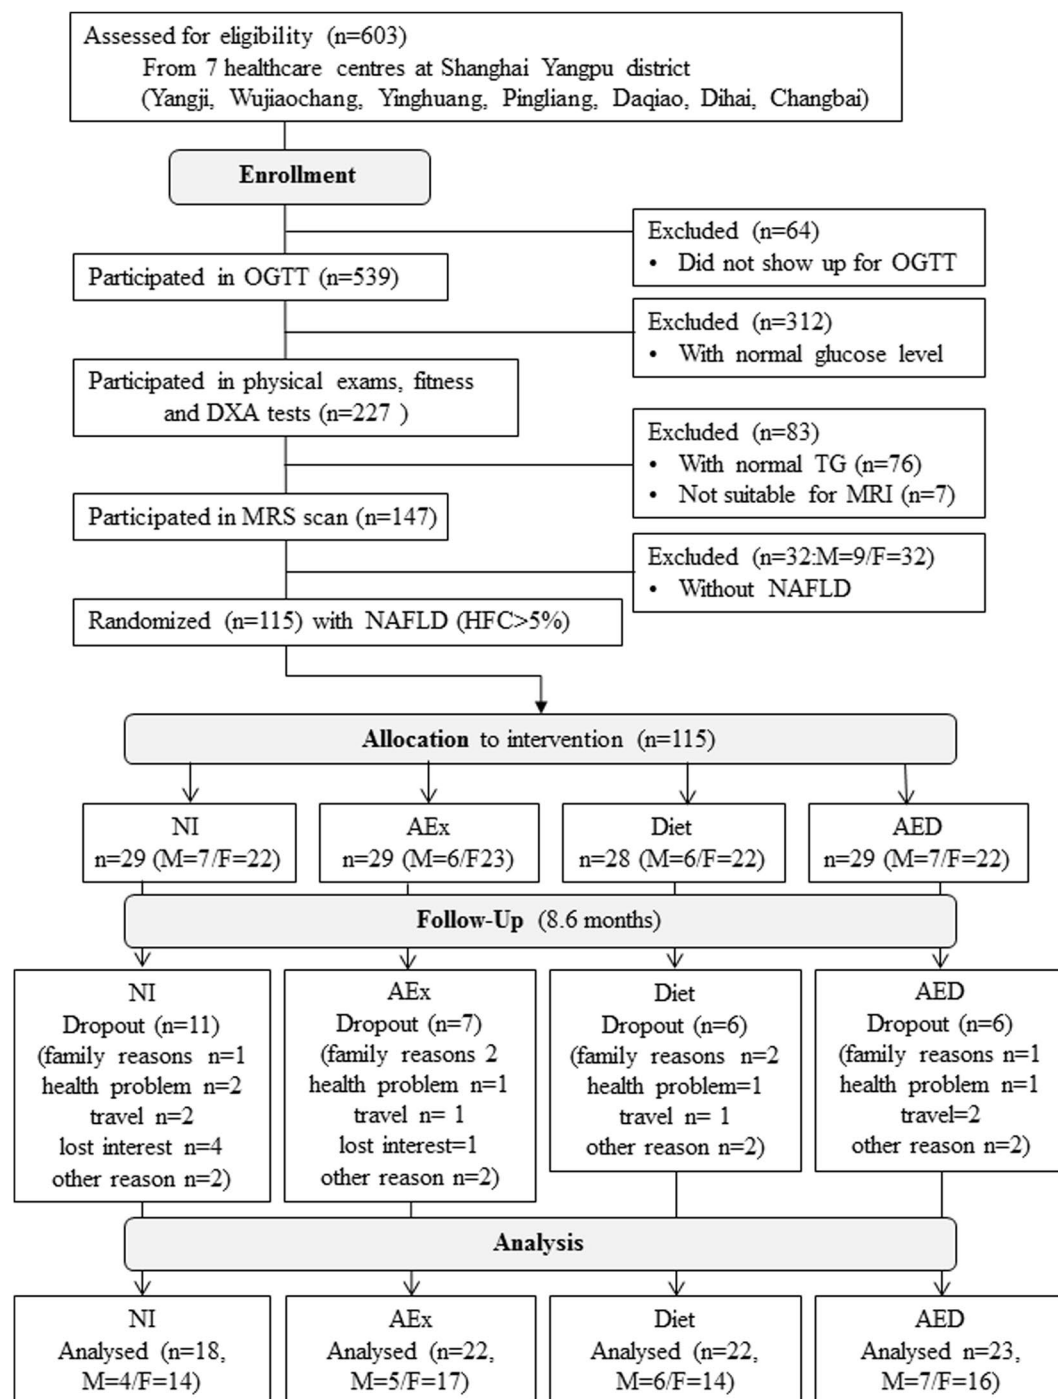 Assessed for eligibility (n=603)
From 7 healthcare centres at Shanghai Yangpu district
(Yangji, Wujiaochang, Yinghuang, Pingliang, Daqiao, Dihai, Changbai)
Enrollment
Excluded (n=64)
• Did not show up for OGTT
Participated in OGTT (n=539)
Excluded (n=312)
• With normal glucose level
Participated in physical exams, fitness
and DXA tests (n=227 )
Excluded (n=83)
• With normal TG (n=76)
• Not suitable for MRI (n=7)
Participated in MRS scan (n=147)
Excluded (n=32:M=9/F=32)
• Without NAFLD
Randomized (n=115) with NAFLD (HFC>5%)
Allocation to intervention (n=115)
NI
n=29 (M=7/F=22)
AEx
n=29 (M=6/F23)
Diet
n=28 (M=6/F=22)
AED
n=29 (M=7/F=22)
Follow-Up (8.6 months)
NI
Dropout (n=11)
(family reasons n=1
health problem n=2
travel n=2
lost interest n=4
other reason n=2)
AEx
Dropout (n=7)
(family reasons 2
health problem n=1
travel n= 1
lost interest=1
other reason n=2)
Diet
Dropout (n=6)
(family reasons n=2
health problem=1
travel n= 1
other reason n=2)
AED
Dropout (n=6)
(family reasons n=1
health problem n=1
travel=2
other reason n=2)
Analysis
NI
Analysed (n=18,
M=4/F=14)
AEx
Analysed (n=22,
M=5/F=17)
Diet
Analysed (n=22,
M=6/F=14)
AED
Analysed n=23,
M=7/F=16)